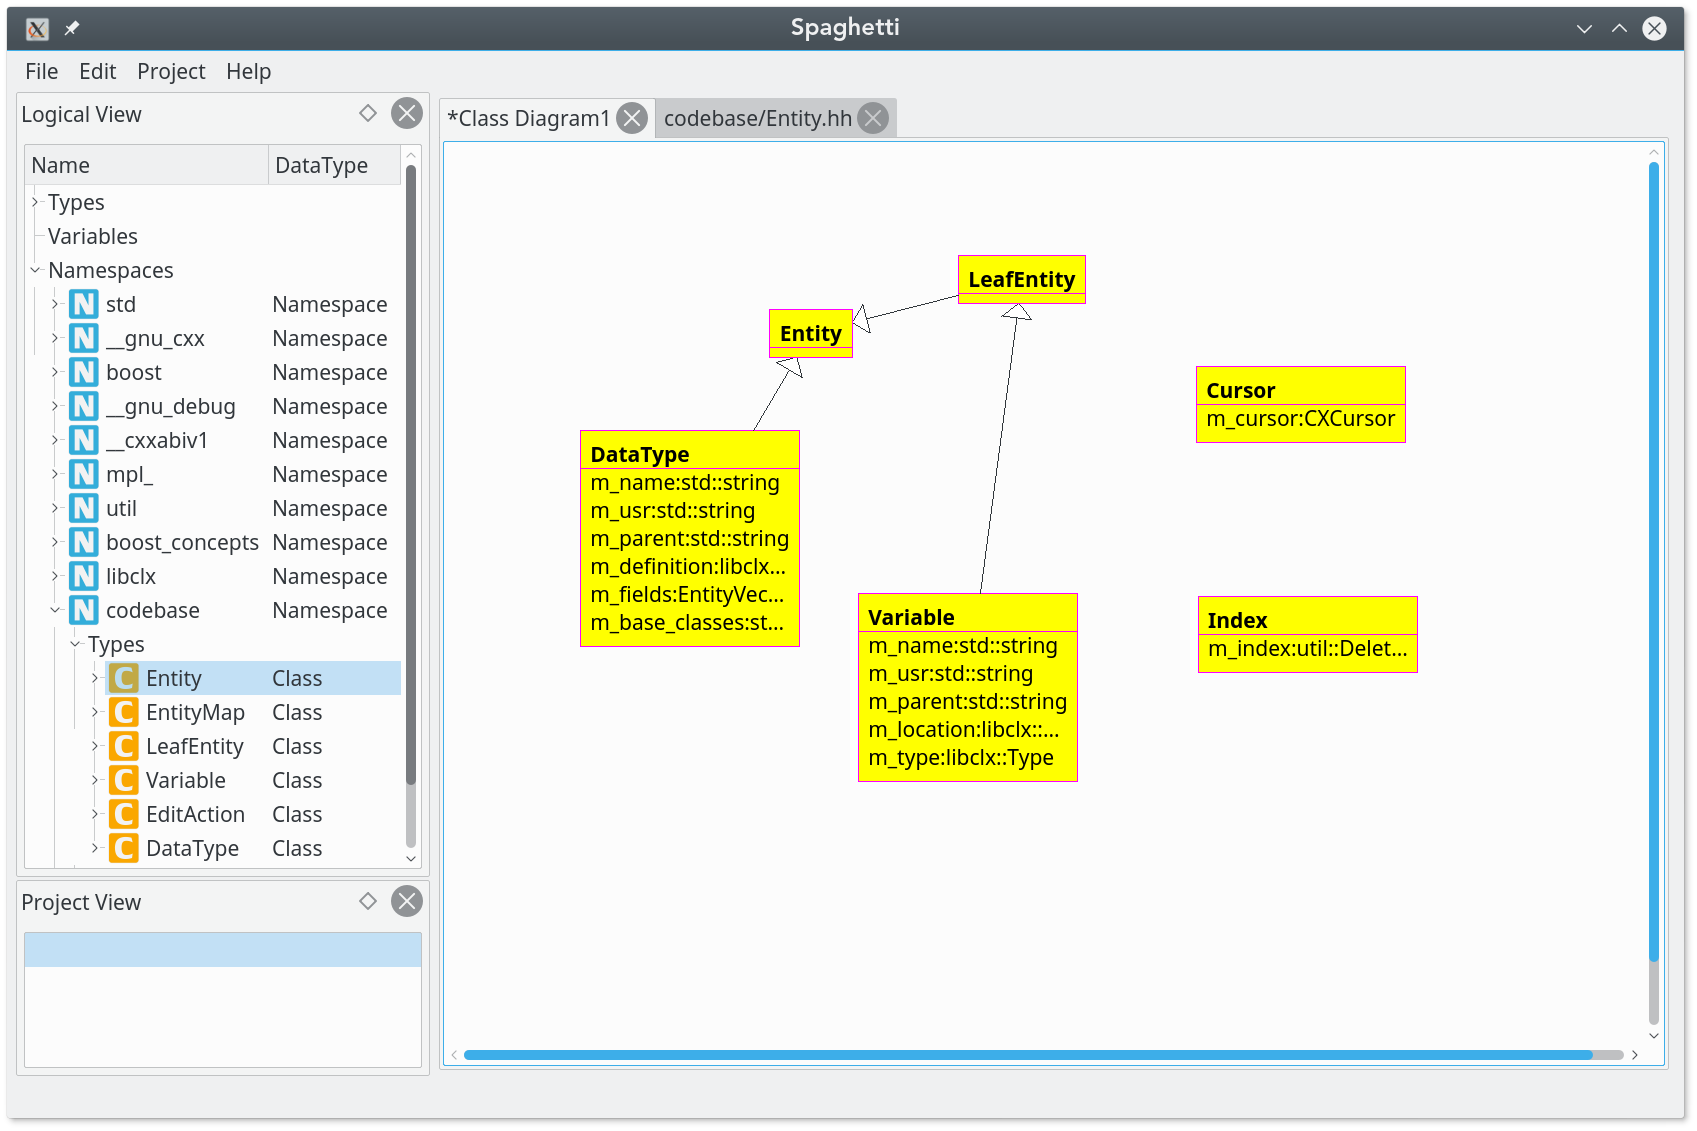 Spaghetti
File Edit Project Help
Logical View
Name DataType
Types
Variables
Namespaces
std Namespace
__gnu_cxx Namespace
boost Namespace
__gnu_debug Namespace
__cxxabiv1 Namespace
mpl_ Namespace
util Namespace
boost_concepts Namespace
libclx Namespace
codebase Namespace
Types
Entity Class
EntityMap Class
LeafEntity Class
Variable Class
EditAction Class
DataType Class
Project View
*Class Diagram1 codebase/Entity.hh
LeafEntity
Entity
Cursor
m_cursor:CXCursor
DataType
m_name:std::string
m_usr:std::string
m_parent:std::string
m_definition:libclx...
m_fields:EntityVec...
m_base_classes:st...
Variable
m_name:std::string
m_usr:std::string
m_parent:std::string
m_location:libclx::...
m_type:libclx::Type
Index
m_index:util::Delet...